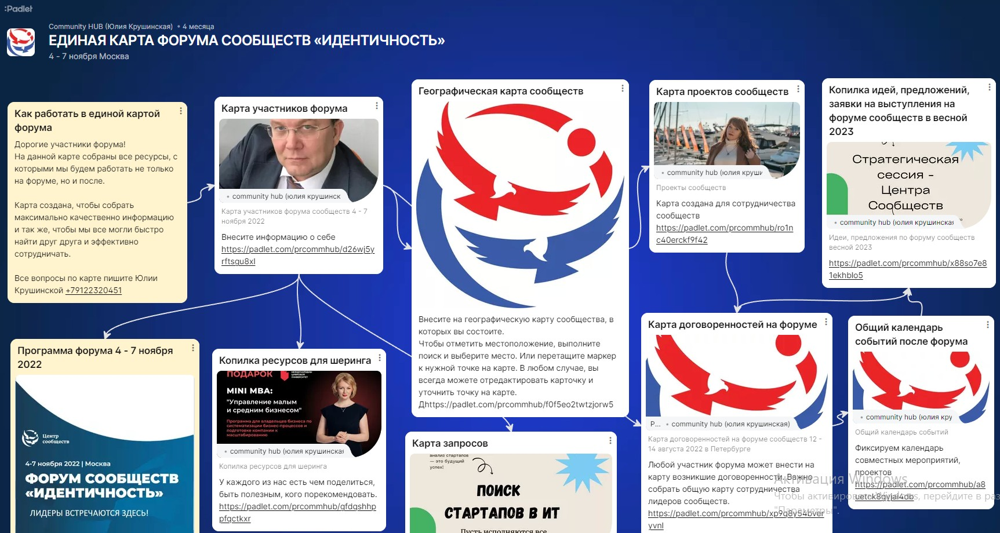 :Padlet
Community HUB (Юлия Крушинская) • 4 месяца
ЕДИНАЯ КАРТА ФОРУМА СООБЩЕСТВ «ИДЕНТИЧНОСТЬ»
4 - 7 ноября Москва
Как работать в единой картой
форума
Дорогие участники форума!
На данной карте собраны все ресурсы, с
которыми мы будем работать не только
на форуме, но и после.
Карта создана, чтобы собрать
максимально качественно информацию
и так же, чтобы мы все могли быстро
найти друг друга и эффективно
сотрудничать.
Все вопросы по карте пишите Юлии
Крушинской +79122320451
Карта участников форума
• community hub (юлия крушинск
Карта участников форума сообществ 4 - 7
ноября 2022
Внесите информацию о себе
https://padlet.com/prcommhub/d26wj5y
rftsgu8xl
Географическая карта сообществ
Внесите на географическую карту сообщества, в
которых вы состоите.
Чтобы отметить местоположение, выполните
поиск и выберите место. Или перетащите маркер
к нужной точке на карте. В любом случае, вы
всегда можете отредактировать карточку и
уточнить точку на карте.
Дhttps://padlet.com/prcommhub/f0f5eo2twtzjorw5
Карта проектов сообществ
• community hub (юлия круши
Проекты сообществ
Карта создана для сотрудничества
сообществ
https://padlet.com/prcommhub/ro1n
c40erckf9f42
Копилка идей, предложений,
заявки на выступления на
форуме сообществ в весной
2023
Стратегическая
сессия -
Центра
Сообществ
• community hub (юлия крушинская
Идеи, предложения по форуму сообществ
весной 2023
https://padlet.com/prcommhub/x88so7e8
1ekhblo5
Программа форума 4 - 7 ноября
2022
Центр
сообществ
4-7 ноября 2022 | Москва
ФОРУМ СООБЩЕСТВ
«ИДЕНТИЧНОСТЬ»
ЛИДЕРЫ ВСТРЕЧАЮТСЯ ЗДЕСЬ!
Копилка ресурсов для шеринга
ПОДАРОК
МЕЖДУНАРОДНЫ
ЦИФРОВОЙ
УНИВЕРСИТЕТ
MINI MBA:
"Управление малым
и средним бизнесом"
Программа для владельцев бизнеса по
систематизации бизнес-процессов и
подготовке компании к
масштабированию
• community hub (юлия крушинская
Копилка ресурсов для шеринга
У каждого из нас есть чем поделиться,
быть полезным, кого порекомендовать.
https://padlet.com/prcommhub/gfdqshhp
pfqctkxr
Карта запросов
анализ стартапов
— это будущий
успех!
ПОИСК
СТАРТАПОВ В ИТ
Пусть исполняются все
Карта договоренностей на форуме
P... • community hub (юлия крушинская)
Карта договоренностей на форуме сообществ 12 -
14 августа 2022 в Петербурге
Любой участник форума может внести на
карту возникшие договоренности. Важно
собрать общую карту сотрудничества
лидеров сообществ.
https://padlet.com/prcommhub/xp9q8y54bver
yvnl
Общий календарь
событий после форума
• community hub (юлия кру
Общий календарь событий
Фиксируем календарь
совместных мероприятий,
проектов
https://padlet.com/prcommhub/a8
Активация Windows
Чтобы активировать Windows, перейдите в раз
"Параметры".